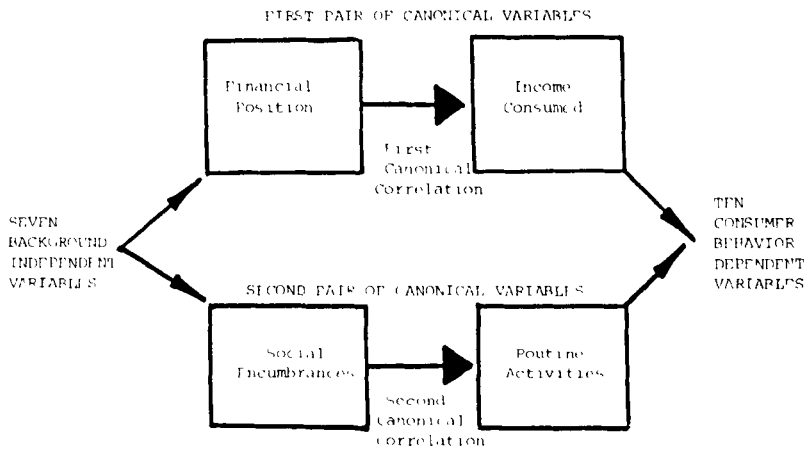 FIRST PAIR OF CANONICAL VARIABLES
Financial
Position
Income
Consumed
First
Canonical
Correlation
SEVEN
BACKGROUND
INDEPENDENT
VARIABLES
TEN
CONSUMER
BEHAVIOR
DEPENDENT
VARIABLES
SECOND PAIR OF CANONICAL VARIABLES
Social
Encumbrances
Routine
Activities
Second
Canonical
Correlation